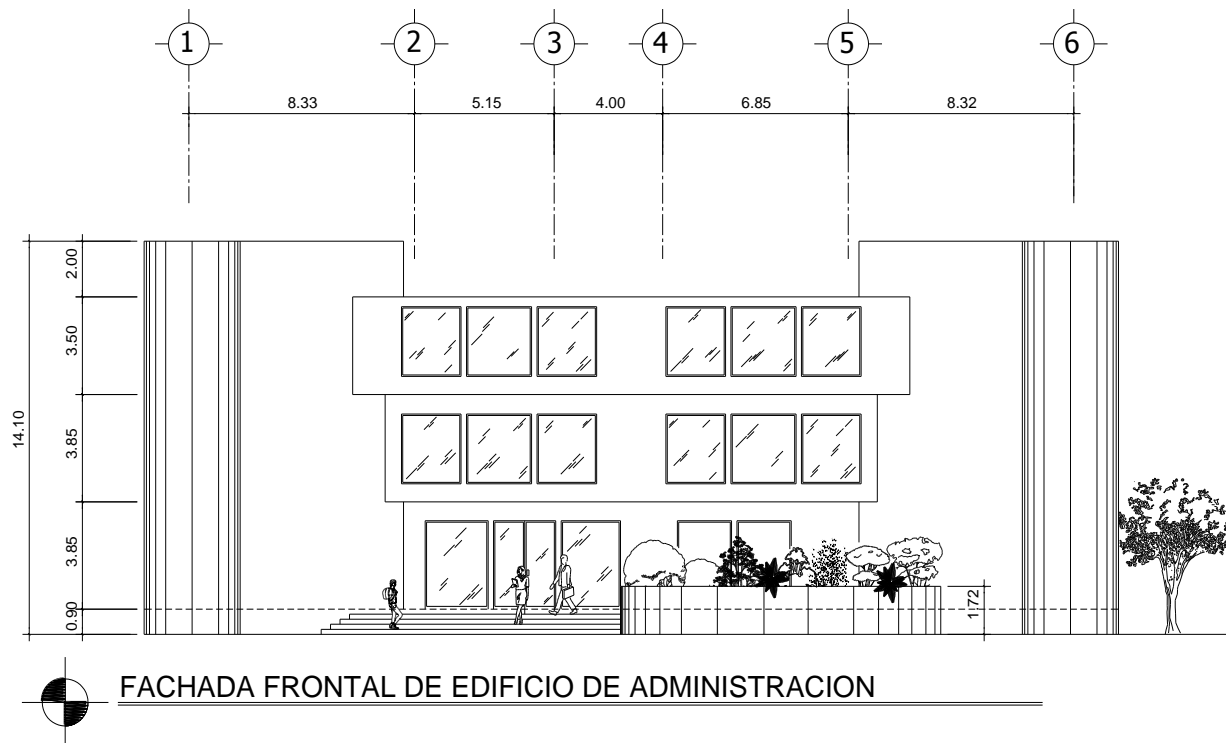 1 2 3 4 5 6
8.33 5.15 4.00 6.85 8.32
2.00
3.50
3.85
3.85
0.90
14.10
1.72
FACHADA FRONTAL DE EDIFICIO DE ADMINISTRACION